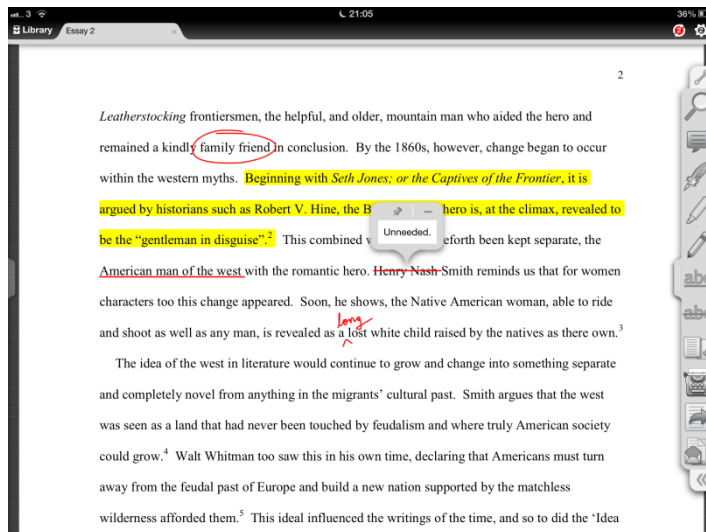 ...3 21:05 36%
Library Essay 2 ×
2
Leatherstocking frontiersmen, the helpful, and older, mountain man who aided the hero and
remained a kindly family friend in conclusion. By the 1860s, however, change began to occur
within the western myths. Beginning with Seth Jones; or the Captives of the Frontier, it is
argued by historians such as Robert V. Hine, the B hero is, at the climax, revealed to
Unneeded.
be the “gentleman in disguise”.2 This combined eforth been kept separate, the
American man of the west with the romantic hero. Henry Nash Smith reminds us that for women
characters too this change appeared. Soon, he shows, the Native American woman, able to ride
long
and shoot as well as any man, is revealed as a lost white child raised by the natives as there own.3
The idea of the west in literature would continue to grow and change into something separate
and completely novel from anything in the migrants’ cultural past. Smith argues that the west
was seen as a land that had never been touched by feudalism and where truly American society
could grow.4 Walt Whitman too saw this in his own time, declaring that Americans must turn
away from the feudal past of Europe and build a new nation supported by the matchless
wilderness afforded them.5 This ideal influenced the writings of the time, and so to did the ‘Idea
abc
abc